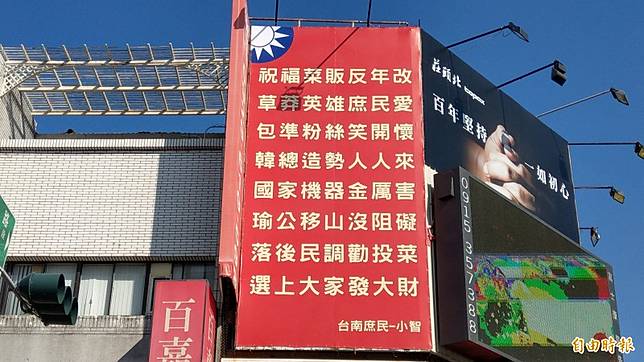 祝福菜販反年改
草莽英雄庶民愛
包準粉絲笑開懷
韓總造勢人人來
國家機器金厲害
瑜公移山沒阻礙
落後民調勸投菜
選上大家發大財
台南庶民-小智
莊頭北
百年堅持
一如初心
0915 357388
百嘉
自由時報